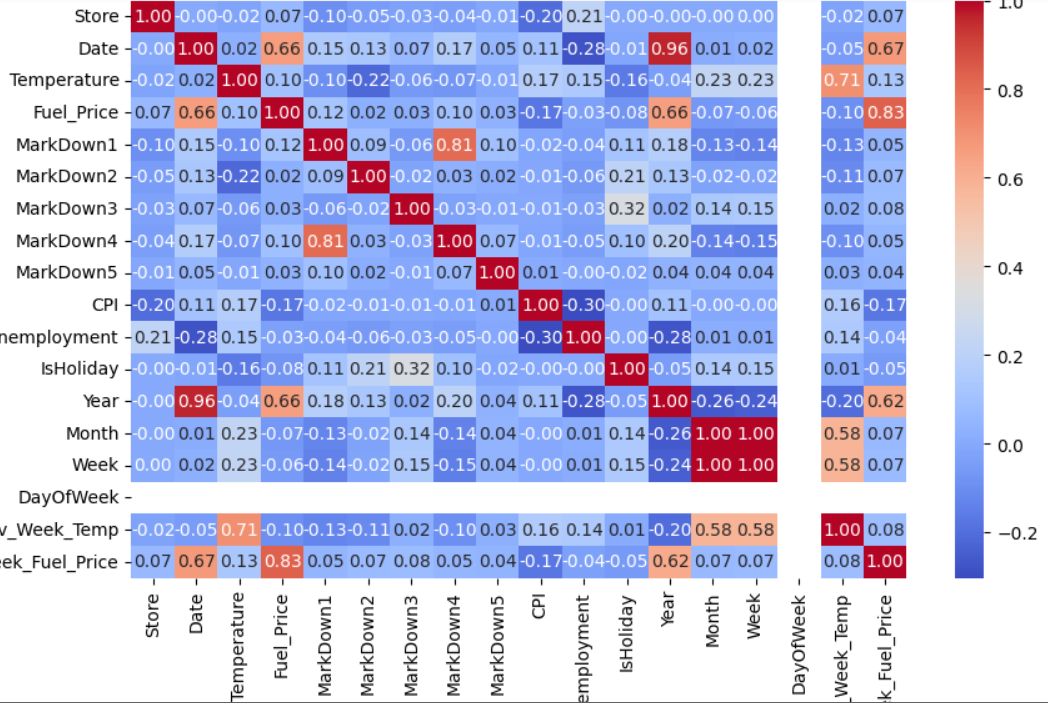 Store 1.00 -0.00 -0.02 0.07 -0.10 -0.05 -0.03 -0.04 -0.01 -0.20 0.21 -0.00 -0.00 -0.00 0.00 -0.02 0.07
Date -0.00 1.00 0.02 0.66 0.15 0.13 0.07 0.17 0.05 0.11 -0.28 -0.01 0.96 0.01 0.02 -0.05 0.67
Temperature -0.02 0.02 1.00 0.10 -0.10 -0.22 -0.06 -0.07 -0.01 0.17 0.15 -0.16 -0.04 0.23 0.23 0.71 0.13
Fuel_Price 0.07 0.66 0.10 1.00 0.12 0.02 0.03 0.10 0.03 -0.17 -0.03 -0.08 0.66 -0.07 -0.06 -0.10 0.83
MarkDown1 -0.10 0.15 -0.10 0.12 1.00 0.09 -0.06 0.81 0.10 -0.02 -0.04 0.11 0.18 -0.13 -0.14 -0.13 0.05
MarkDown2 -0.05 0.13 -0.22 0.02 0.09 1.00 -0.02 0.03 0.02 -0.01 -0.06 0.21 0.13 -0.02 -0.02 -0.11 0.07
MarkDown3 -0.03 0.07 -0.06 0.03 -0.06 -0.02 1.00 -0.03 -0.01 -0.01 -0.03 0.32 0.02 0.14 0.15 0.02 0.08
MarkDown4 -0.04 0.17 -0.07 0.10 0.81 0.03 -0.03 1.00 0.07 -0.01 -0.05 0.10 0.20 -0.14 -0.15 -0.10 0.05
MarkDown5 -0.01 0.05 -0.01 0.03 0.10 0.02 -0.01 0.07 1.00 0.01 -0.00 -0.02 0.04 0.04 0.04 0.03 0.04
CPI -0.20 0.11 0.17 -0.17 -0.02 -0.01 -0.01 -0.01 0.01 1.00 -0.30 -0.00 0.11 -0.00 -0.00 0.16 -0.17
nemployment 0.21 -0.28 0.15 -0.03 -0.04 -0.06 -0.03 -0.05 -0.00 -0.30 1.00 -0.00 -0.28 0.01 0.01 0.14 -0.04
IsHoliday -0.00 -0.01 -0.16 -0.08 0.11 0.21 0.32 0.10 -0.02 -0.00 -0.00 1.00 -0.05 0.14 0.15 0.01 -0.05
Year -0.00 0.96 -0.04 0.66 0.18 0.13 0.02 0.20 0.04 0.11 -0.28 -0.05 1.00 -0.26 -0.24 -0.20 0.62
Month -0.00 0.01 0.23 -0.07 -0.13 -0.02 0.14 -0.14 0.04 -0.00 0.01 0.14 -0.26 1.00 1.00 0.58 0.07
Week -0.00 0.02 0.23 -0.06 -0.14 -0.02 0.15 -0.15 0.04 -0.00 0.01 0.15 -0.24 1.00 1.00 0.58 0.07
DayOfWeek
v_Week_Temp -0.02 -0.05 0.71 -0.10 -0.13 -0.11 0.02 -0.10 0.03 0.16 0.14 0.01 -0.20 0.58 0.58 1.00 0.08
ek_Fuel_Price 0.07 0.67 0.13 0.83 0.05 0.07 0.08 0.05 0.04 -0.17 -0.04 -0.05 0.62 0.07 0.07 0.08 1.00
Store
Date
Temperature
Fuel_Price
MarkDown1
MarkDown2
MarkDown3
MarkDown4
MarkDown5
CPI
employment
IsHoliday
Year
Month
Week
DayOfWeek
_Week_Temp
k_Fuel_Price
1.0
0.8
0.6
0.4
0.2
0.0
−0.2